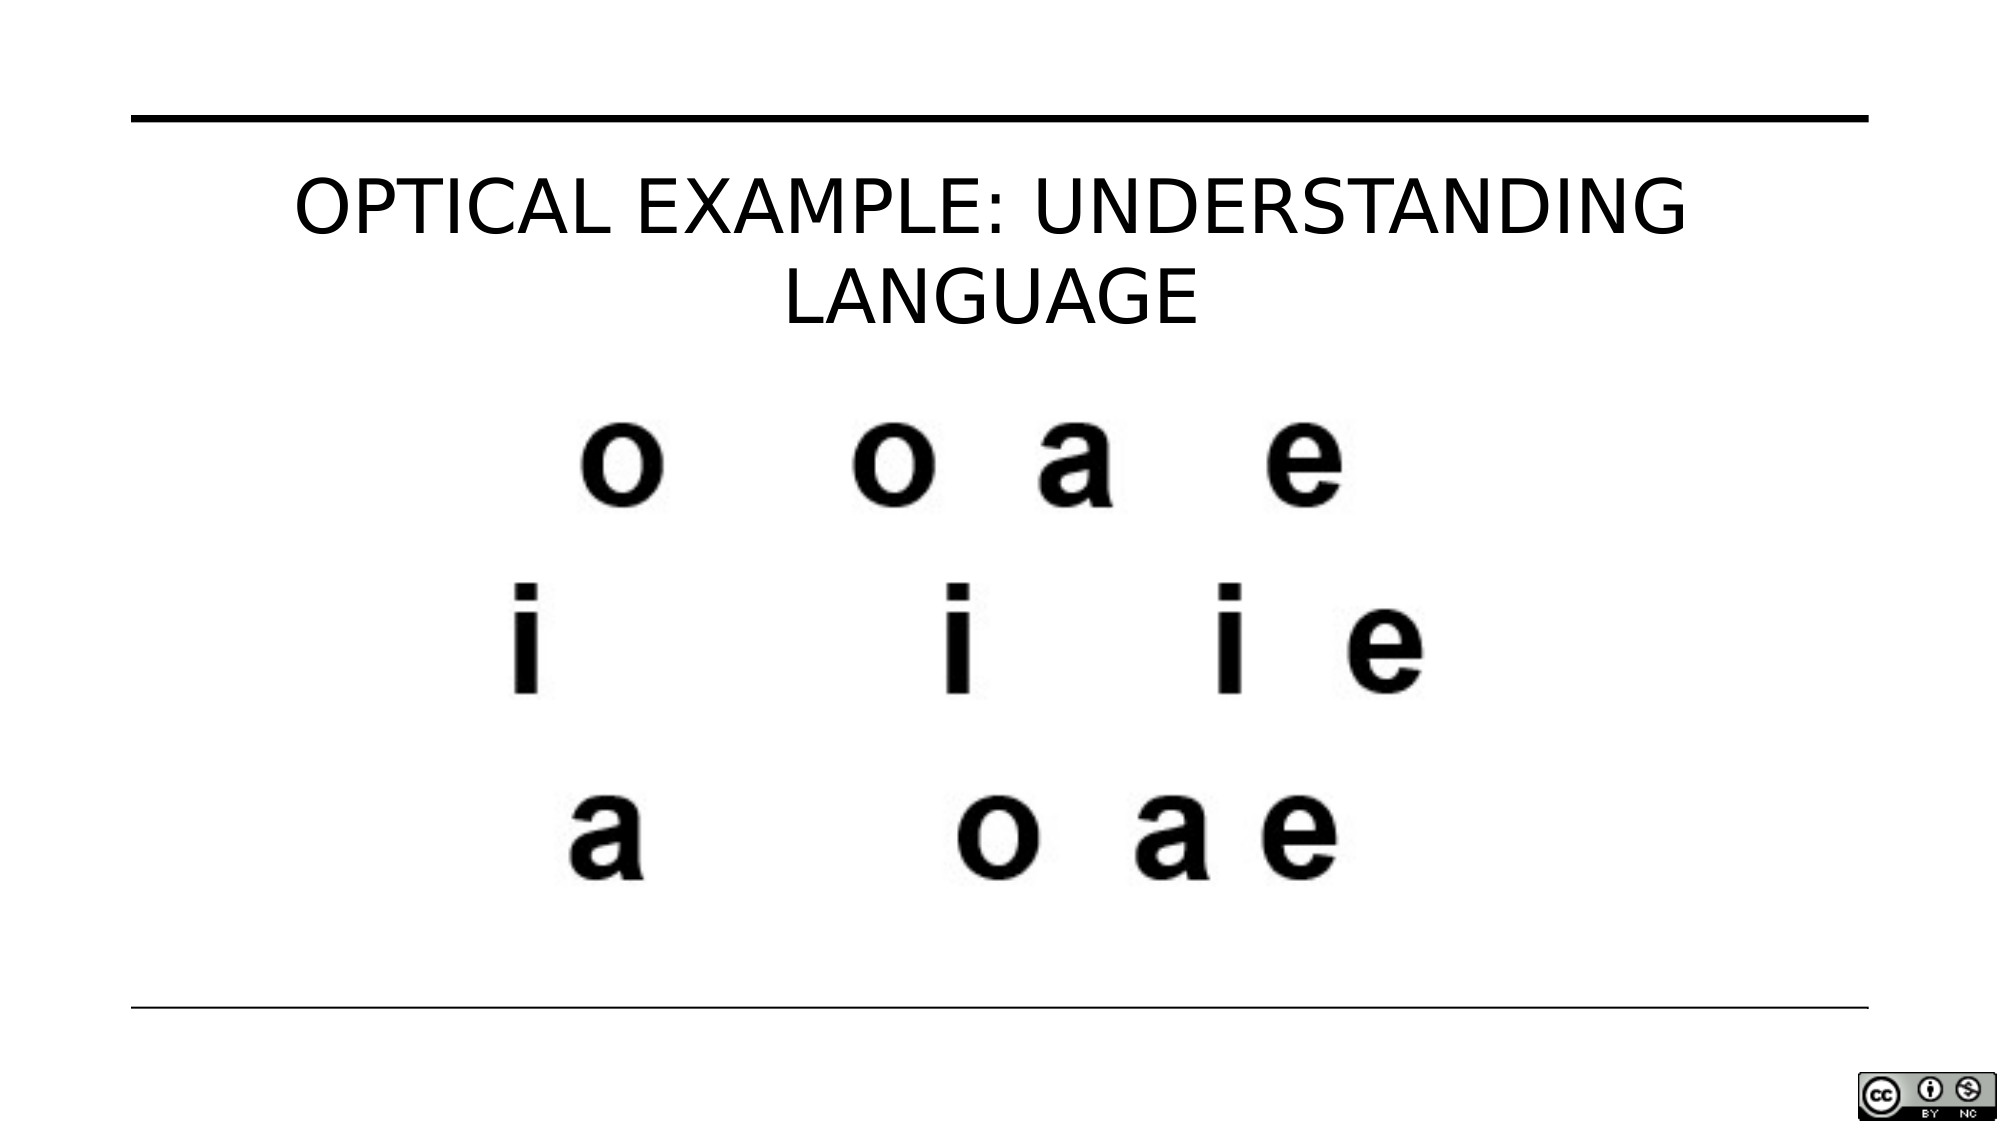 OPTICAL EXAMPLE: UNDERSTANDING
LANGUAGE
o o a e
i i i e
a o a e
cc BY NC